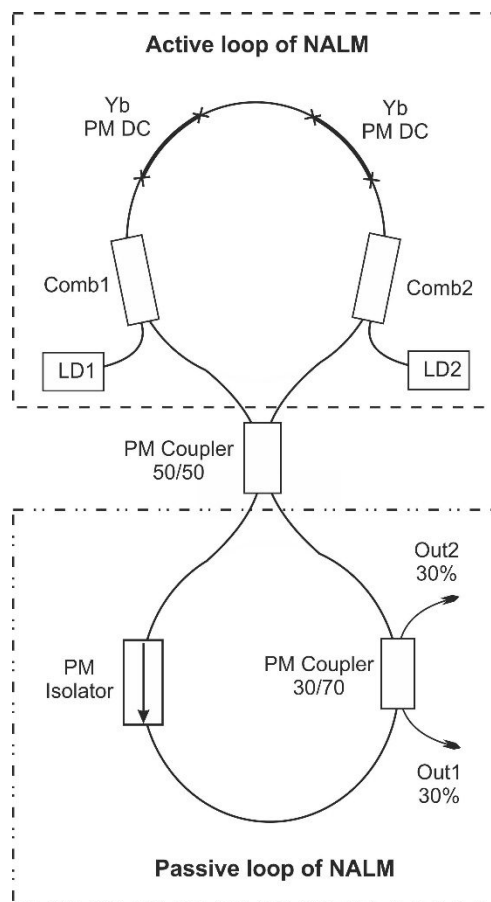 Active loop of NALM
Yb
PM DC
Yb
PM DC
Comb1
Comb2
LD1
LD2
PM Coupler
50/50
Out2
30%
PM
Isolator
PM Coupler
30/70
Out1
30%
Passive loop of NALM